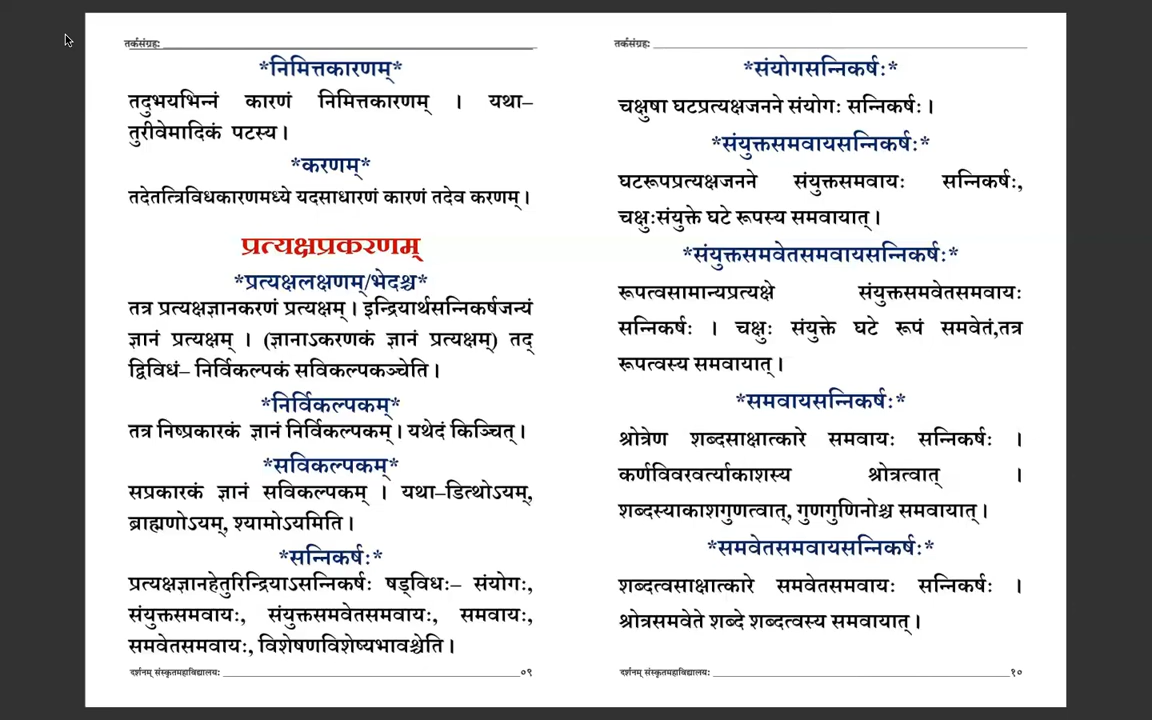 तर्कसंग्रहः
*निमित्तकारणम्*
तदुभयभिन्नं कारणं निमित्तकारणम् । यथा–
तुरीवेमादिकं पटस्य।
*करणम्*
तदेतत्त्रिविधकारणमध्ये यदसाधारणं कारणं तदेव करणम्।
प्रत्यक्षप्रकरणम्
*प्रत्यक्षलक्षणम्/भेदश्च*
तत्र प्रत्यक्षज्ञानकरणं प्रत्यक्षम्। इन्द्रियार्थसन्निकर्षजन्यं
ज्ञानं प्रत्यक्षम् । (ज्ञानाऽकरणकं ज्ञानं प्रत्यक्षम्) तद्
द्विविधं– निर्विकल्पकं सविकल्पकञ्चेति।
*निर्विकल्पकम्*
तत्र निष्प्रकारकं ज्ञानं निर्विकल्पकम्। यथेदं किञ्चित्।
*सविकल्पकम्*
सप्रकारकं ज्ञानं सविकल्पकम् । यथा–डित्थोऽयम्,
ब्राह्मणोऽयम्, श्यामोऽयमिति।
*सन्निकर्षः*
प्रत्यक्षज्ञानहेतुरिन्द्रियाऽसन्निकर्षः षड्विधः– संयोगः,
संयुक्तसमवायः, संयुक्तसमवेतसमवायः, समवायः,
समवेतसमवायः, विशेषणविशेष्यभावश्चेति।
दर्शनम् संस्कृतमहाविद्यालयः ०९
तर्कसंग्रहः
*संयोगसन्निकर्षः*
चक्षुषा घटप्रत्यक्षजनने संयोगः सन्निकर्षः।
*संयुक्तसमवायसन्निकर्षः*
घटरूपप्रत्यक्षजनने संयुक्तसमवायः सन्निकर्षः,
चक्षुःसंयुक्ते घटे रूपस्य समवायात्।
*संयुक्तसमवेतसमवायसन्निकर्षः*
रूपत्वसामान्यप्रत्यक्षे संयुक्तसमवेतसमवायः
सन्निकर्षः । चक्षुः संयुक्ते घटे रूपं समवेतं,तत्र
रूपत्वस्य समवायात्।
*समवायसन्निकर्षः*
श्रोत्रेण शब्दसाक्षात्कारे समवायः सन्निकर्षः ।
कर्णविवरवर्त्याकाशस्य श्रोत्रत्वात् ।
शब्दस्याकाशगुणत्वात्, गुणगुणिनोश्च समवायात्।
*समवेतसमवायसन्निकर्षः*
शब्दत्वसाक्षात्कारे समवेतसमवायः सन्निकर्षः ।
श्रोत्रसमवेते शब्दे शब्दत्वस्य समवायात्।
दर्शनम् संस्कृतमहाविद्यालयः १०